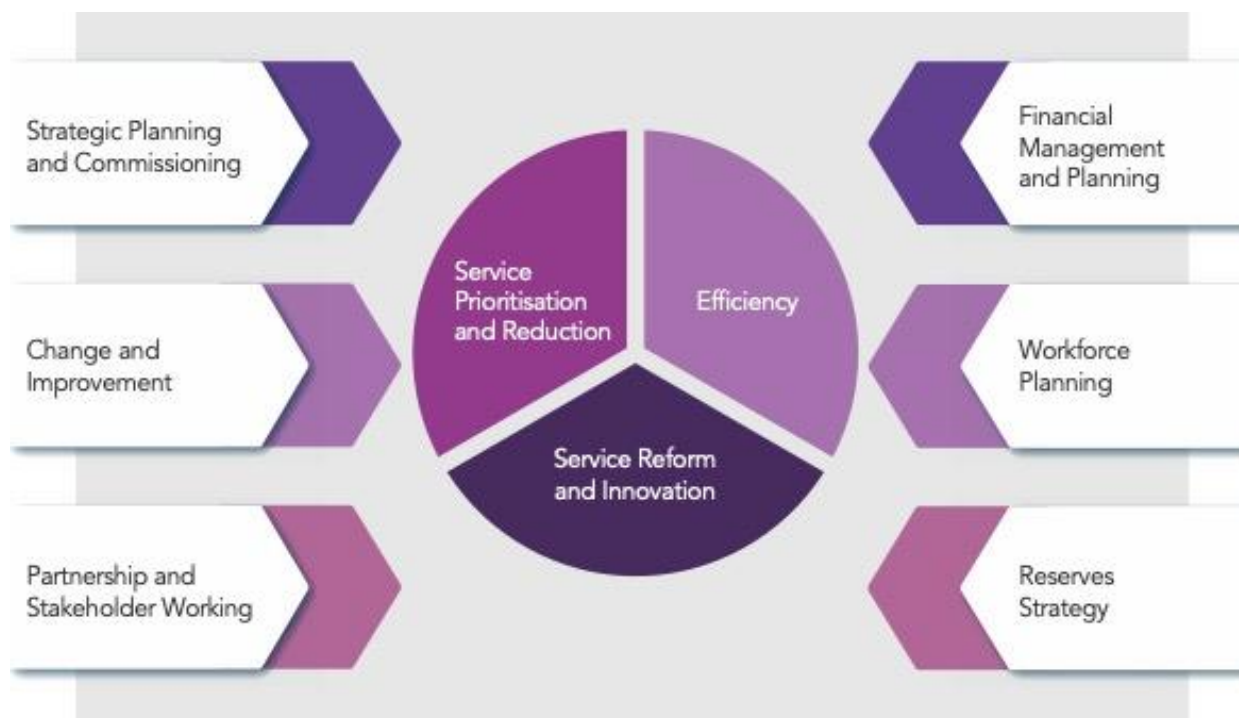 Strategic Planning
and Commissioning
Change and
Improvement
Partnership and
Stakeholder Working
Service
Prioritisation
and Reduction
Efficiency
Service Reform
and Innovation
Financial
Management
and Planning
Workforce
Planning
Reserves
Strategy